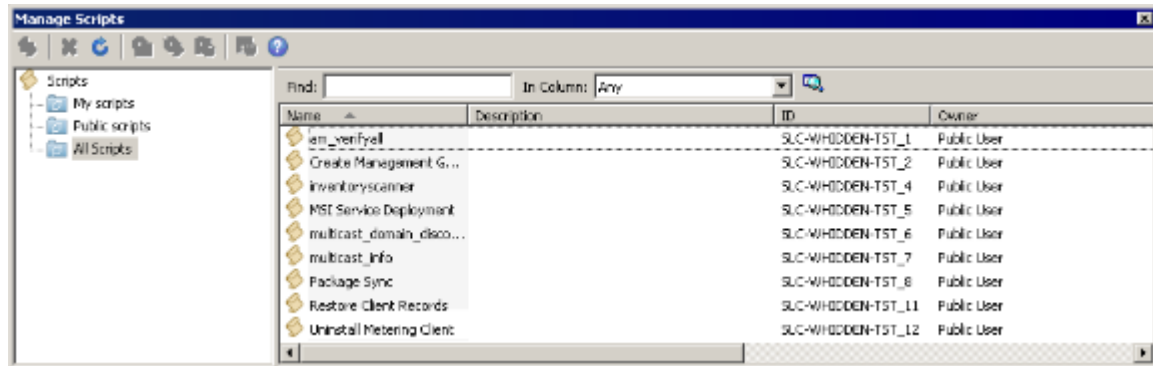 Manage Scripts
Scripts
My scripts
Public scripts
All Scripts
Find: In Column: Any
Name Description ID Owner
am_verifyall SLC-WHIDDEN-TST_1 Public User
Create Management G... SLC-WHIDDEN-TST_2 Public User
inventoryscanner SLC-WHIDDEN-TST_4 Public User
MSI Service Deployment SLC-WHIDDEN-TST_5 Public User
multicast_domain_disco... SLC-WHIDDEN-TST_6 Public User
multicast_info SLC-WHIDDEN-TST_7 Public User
Package Sync SLC-WHIDDEN-TST_8 Public User
Restore Client Records SLC-WHIDDEN-TST_11 Public User
Uninstall Metering Client SLC-WHIDDEN-TST_12 Public User